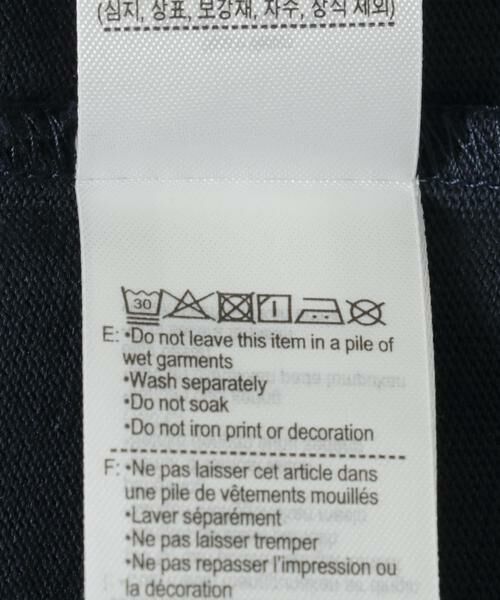 (심지, 상표, 보강재, 자수, 장식 제외)
30
E: •Do not leave this item in a pile of
wet garments
•Wash separately
•Do not soak
•Do not iron print or decoration
F: •Ne pas laisser cet article dans
une pile de vêtements mouillés
•Laver séparément
•Ne pas laisser tremper
•Ne pas repasser l'impression ou
la décoration